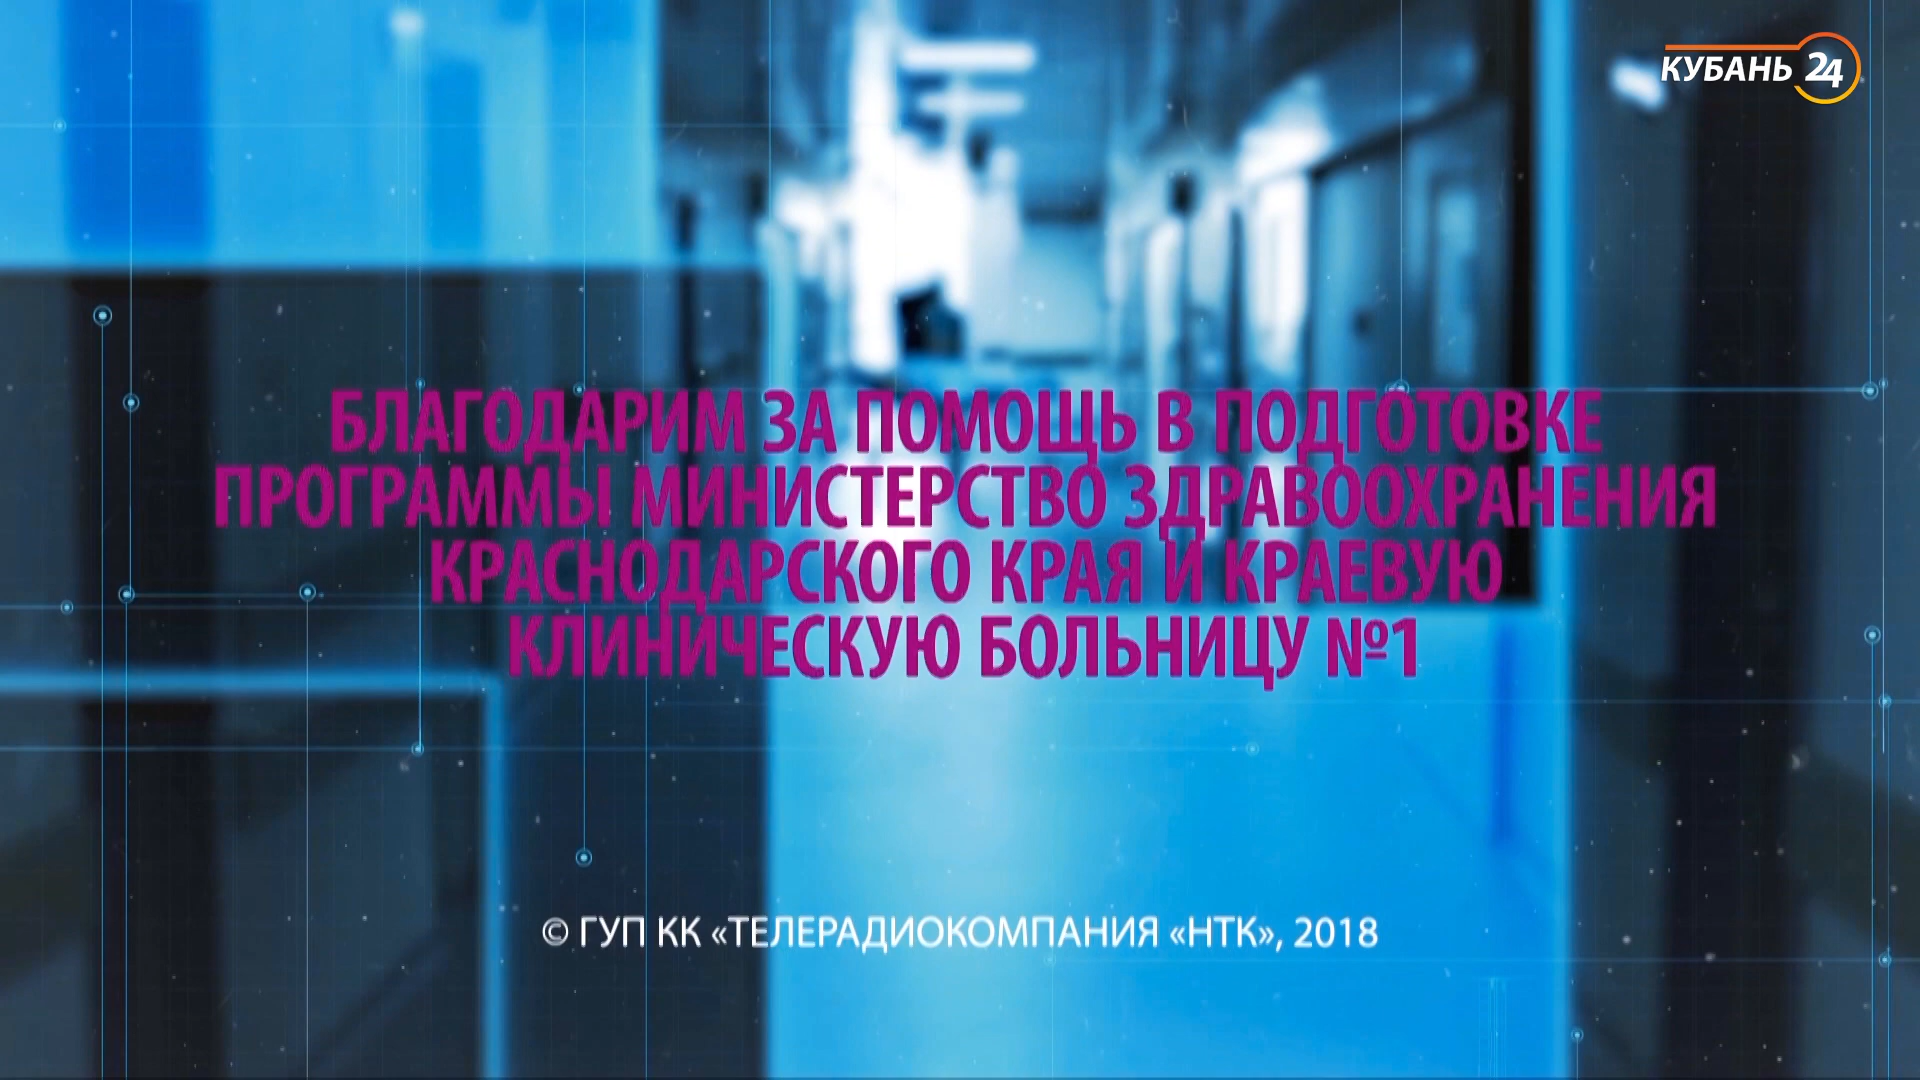 КУБАНЬ 24
БЛАГОДАРИМ ЗА ПОМОЩЬ В ПОДГОТОВКЕ
ПРОГРАММЫ МИНИСТЕРСТВО ЗДРАВООХРАНЕНИЯ
КРАСНОДАРСКОГО КРАЯ И КРАЕВУЮ
КЛИНИЧЕСКУЮ БОЛЬНИЦУ №1
© ГУП КК «ТЕЛЕРАДИОКОМПАНИЯ «НТК», 2018